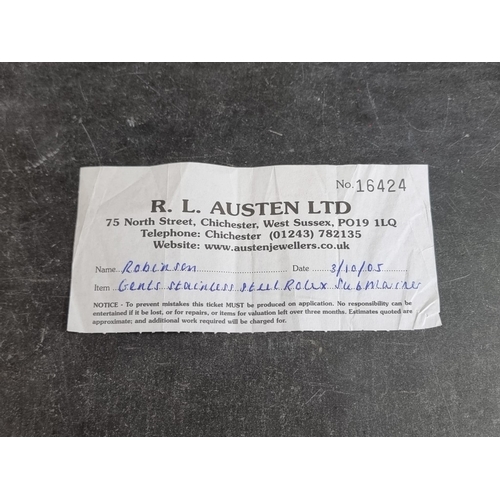 No. 16424
R. L. AUSTEN LTD
75 North Street, Chichester, West Sussex, PO19 1LQ
Telephone: Chichester (01243) 782135
Website: www.austenjewellers.co.uk
Name Robinson Date 3/10/05
Item Gents stainless steel Rolex Submariner
NOTICE - To prevent mistakes this ticket MUST be produced on application. No responsibility can be
entertained if it be lost, or for repairs, or items for valuation left over three months. Estimates quoted are
approximate; and additional work required will be charged for.